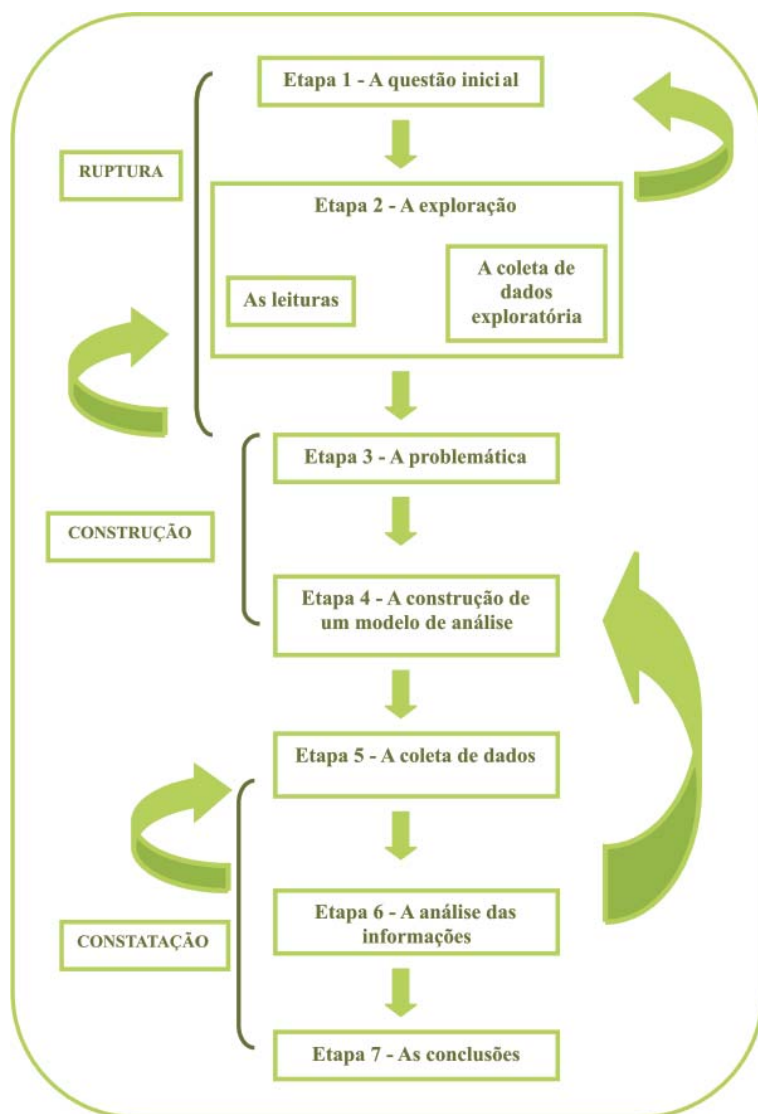 Etapa 1 - A questão inicial
RUPTURA
Etapa 2 - A exploração
As leituras
A coleta de
dados
exploratória
Etapa 3 - A problemática
CONSTRUÇÃO
Etapa 4 - A construção de
um modelo de análise
Etapa 5 - A coleta de dados
Etapa 6 - A análise das
informações
CONSTATAÇÃO
Etapa 7 - As conclusões